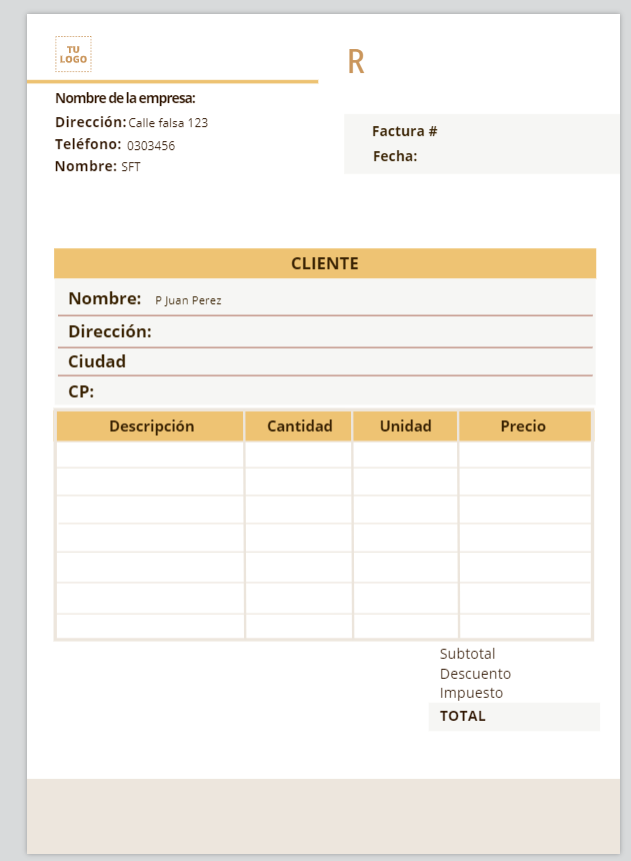 TU
LOGO
R
Nombre de la empresa:
Dirección: Calle falsa 123
Teléfono: 0303456
Nombre: SFT
Factura #
Fecha:
CLIENTE
Nombre: P Juan Perez
Dirección:
Ciudad
CP:
Descripción Cantidad Unidad Precio
Subtotal
Descuento
Impuesto
TOTAL